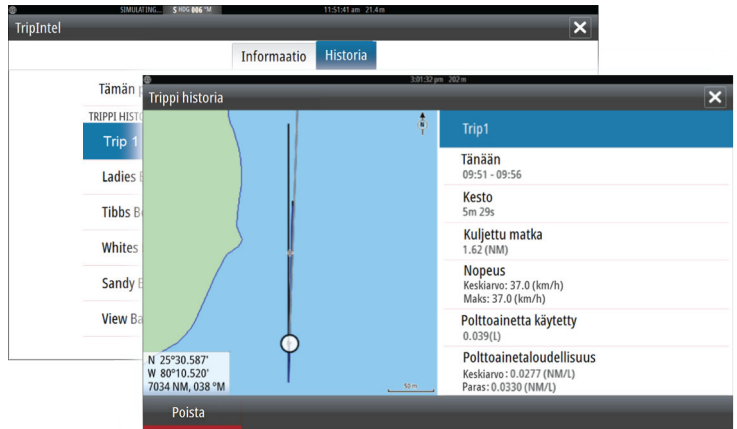 SIMULATING... S HDG 006 °M 11:51:41 am 21.4 m
TripIntel
Informaatio Historia
Tämän
TRIPPI HISTO
Trip 1
Ladies
Tibbs
Whites
Sandy
View Ba
3:01:32 pm 202 m
Trippi historia
N
Trip1
Tänään
09:51 - 09:56
Kesto
5m 29s
Kuljettu matka
1.62 (NM)
Nopeus
Keskiarvo: 37.0 (km/h)
Maks: 37.0 (km/h)
Polttoainetta käytetty
0.039(L)
Polttoainetaloudellisuus
Keskiarvo: 0.0277 (NM/L)
Paras: 0.0330 (NM/L)
N 25°30.587'
W 80°10.520'
7034 NM, 038 °M
50 m
Poista